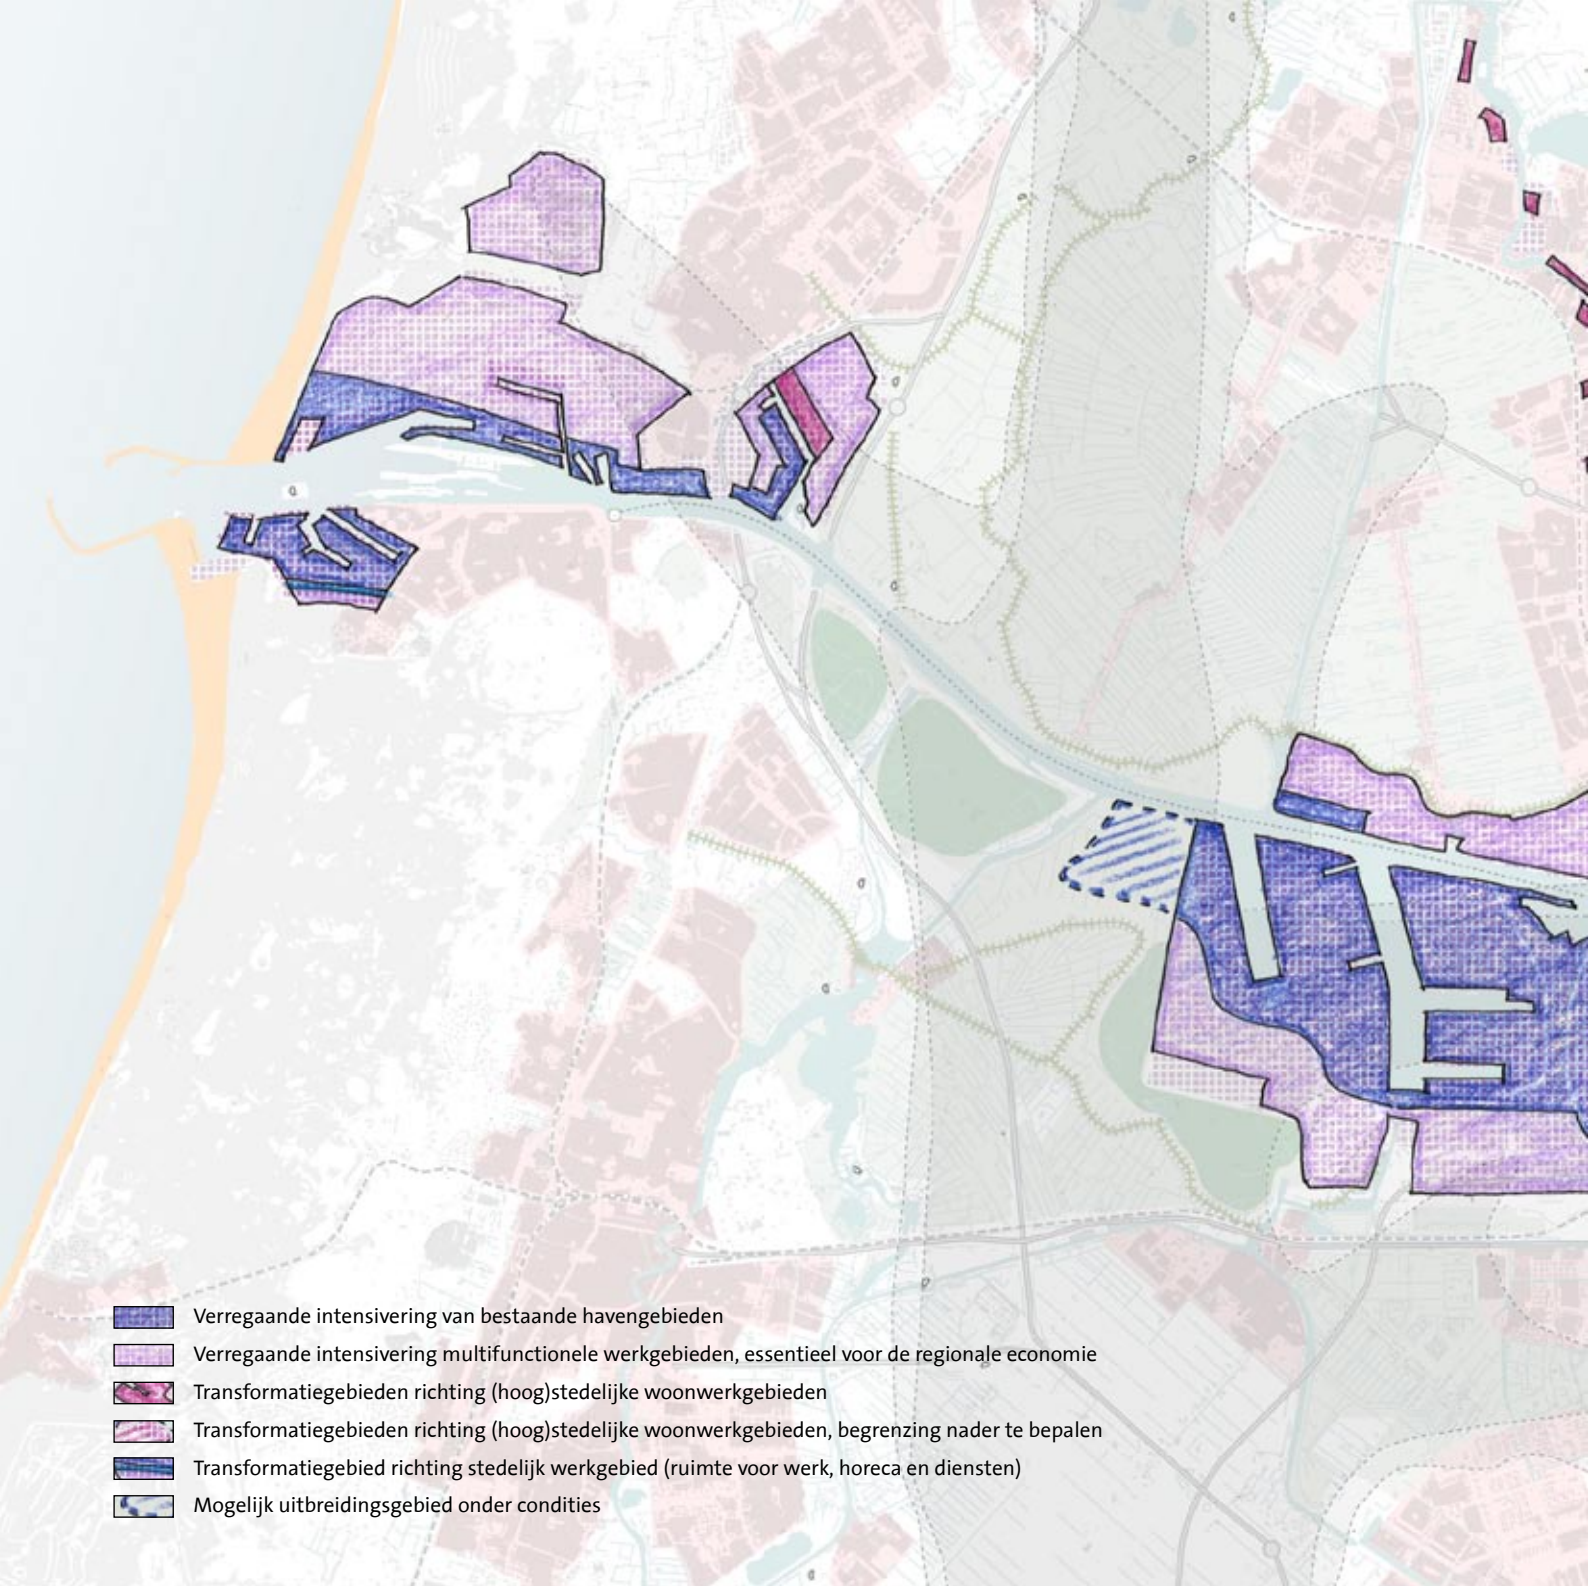 Verregaande intensivering van bestaande havengebieden
Verregaande intensivering multifunctionele werkgebieden, essentieel voor de regionale economie
Transformatiegebieden richting (hoog)stedelijke woonwerkgebieden
Transformatiegebieden richting (hoog)stedelijke woonwerkgebieden, begrenzing nader te bepalen
Transformatiegebied richting stedelijk werkgebied (ruimte voor werk, horeca en diensten)
Mogelijk uitbreidingsgebied onder condities